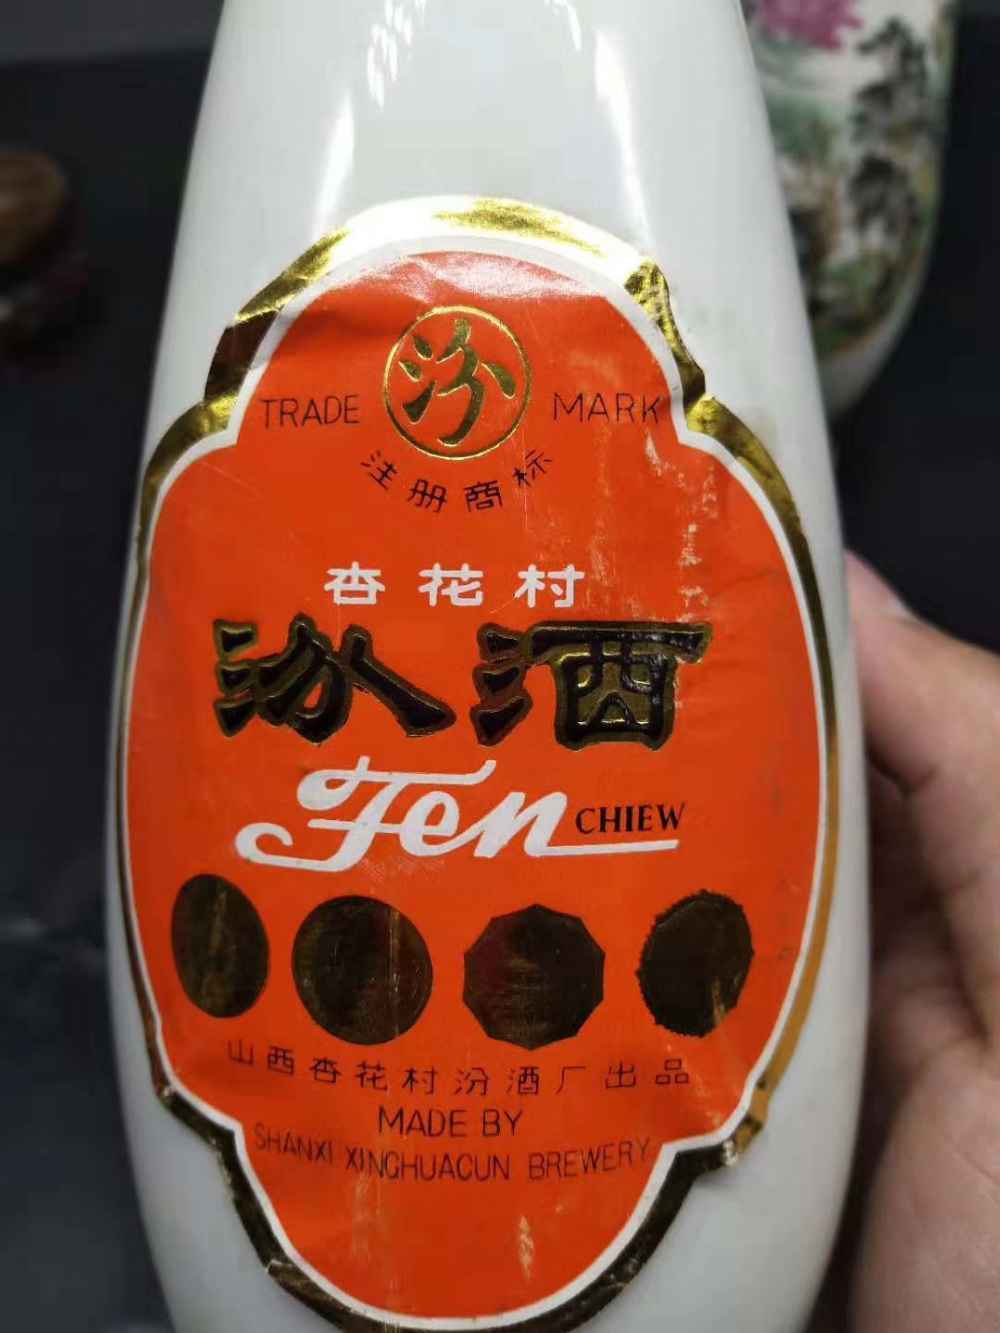 汾
TRADE MARK
注册商标
杏花村
汾酒
Fen CHIEW
山西杏花村汾酒厂出品
MADE BY
SHANXI XINGHUACUN BREWERY